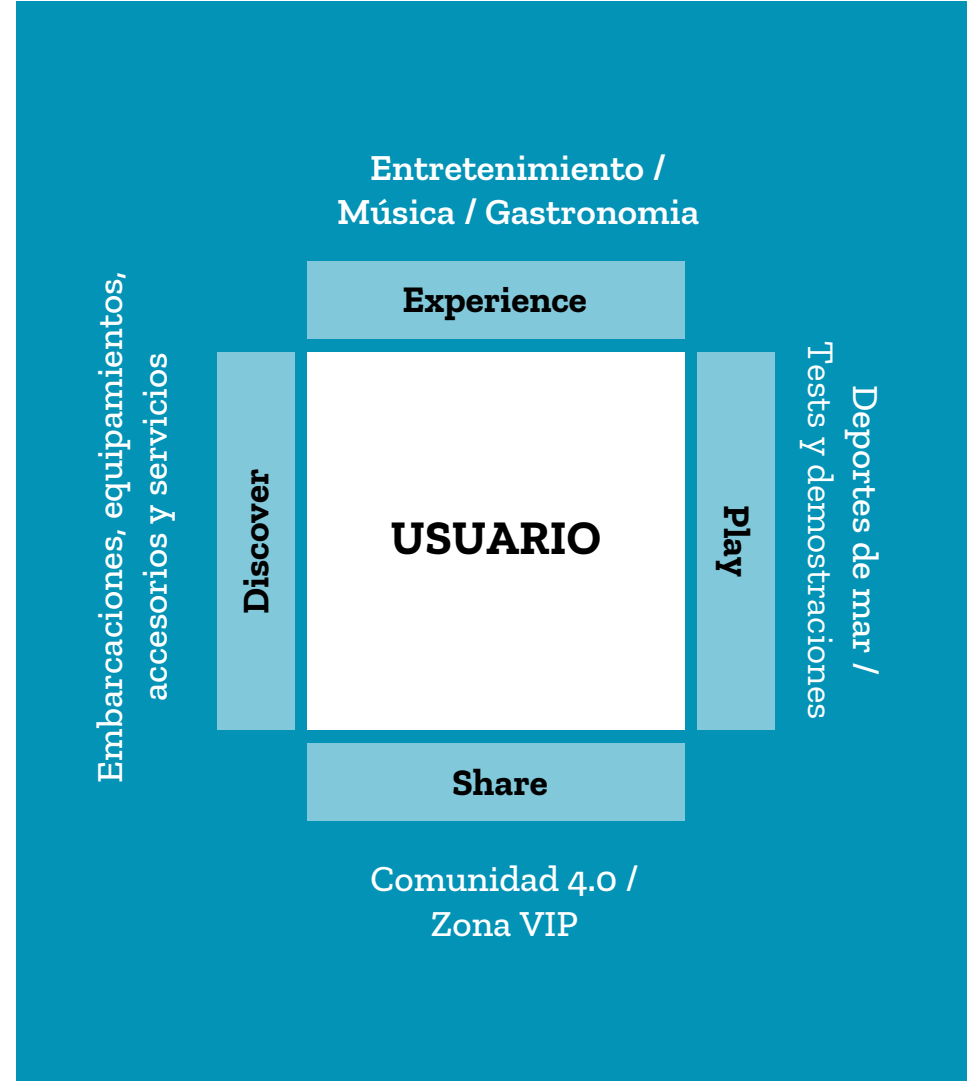 Entretenimiento /
Música / Gastronomia
Experience
Embarcaciones, equipamientos,
accesorios y servicios
Discover
USUARIO
Play
Deportes de mar /
Tests y demostraciones
Share
Comunidad 4.0 /
Zona VIP